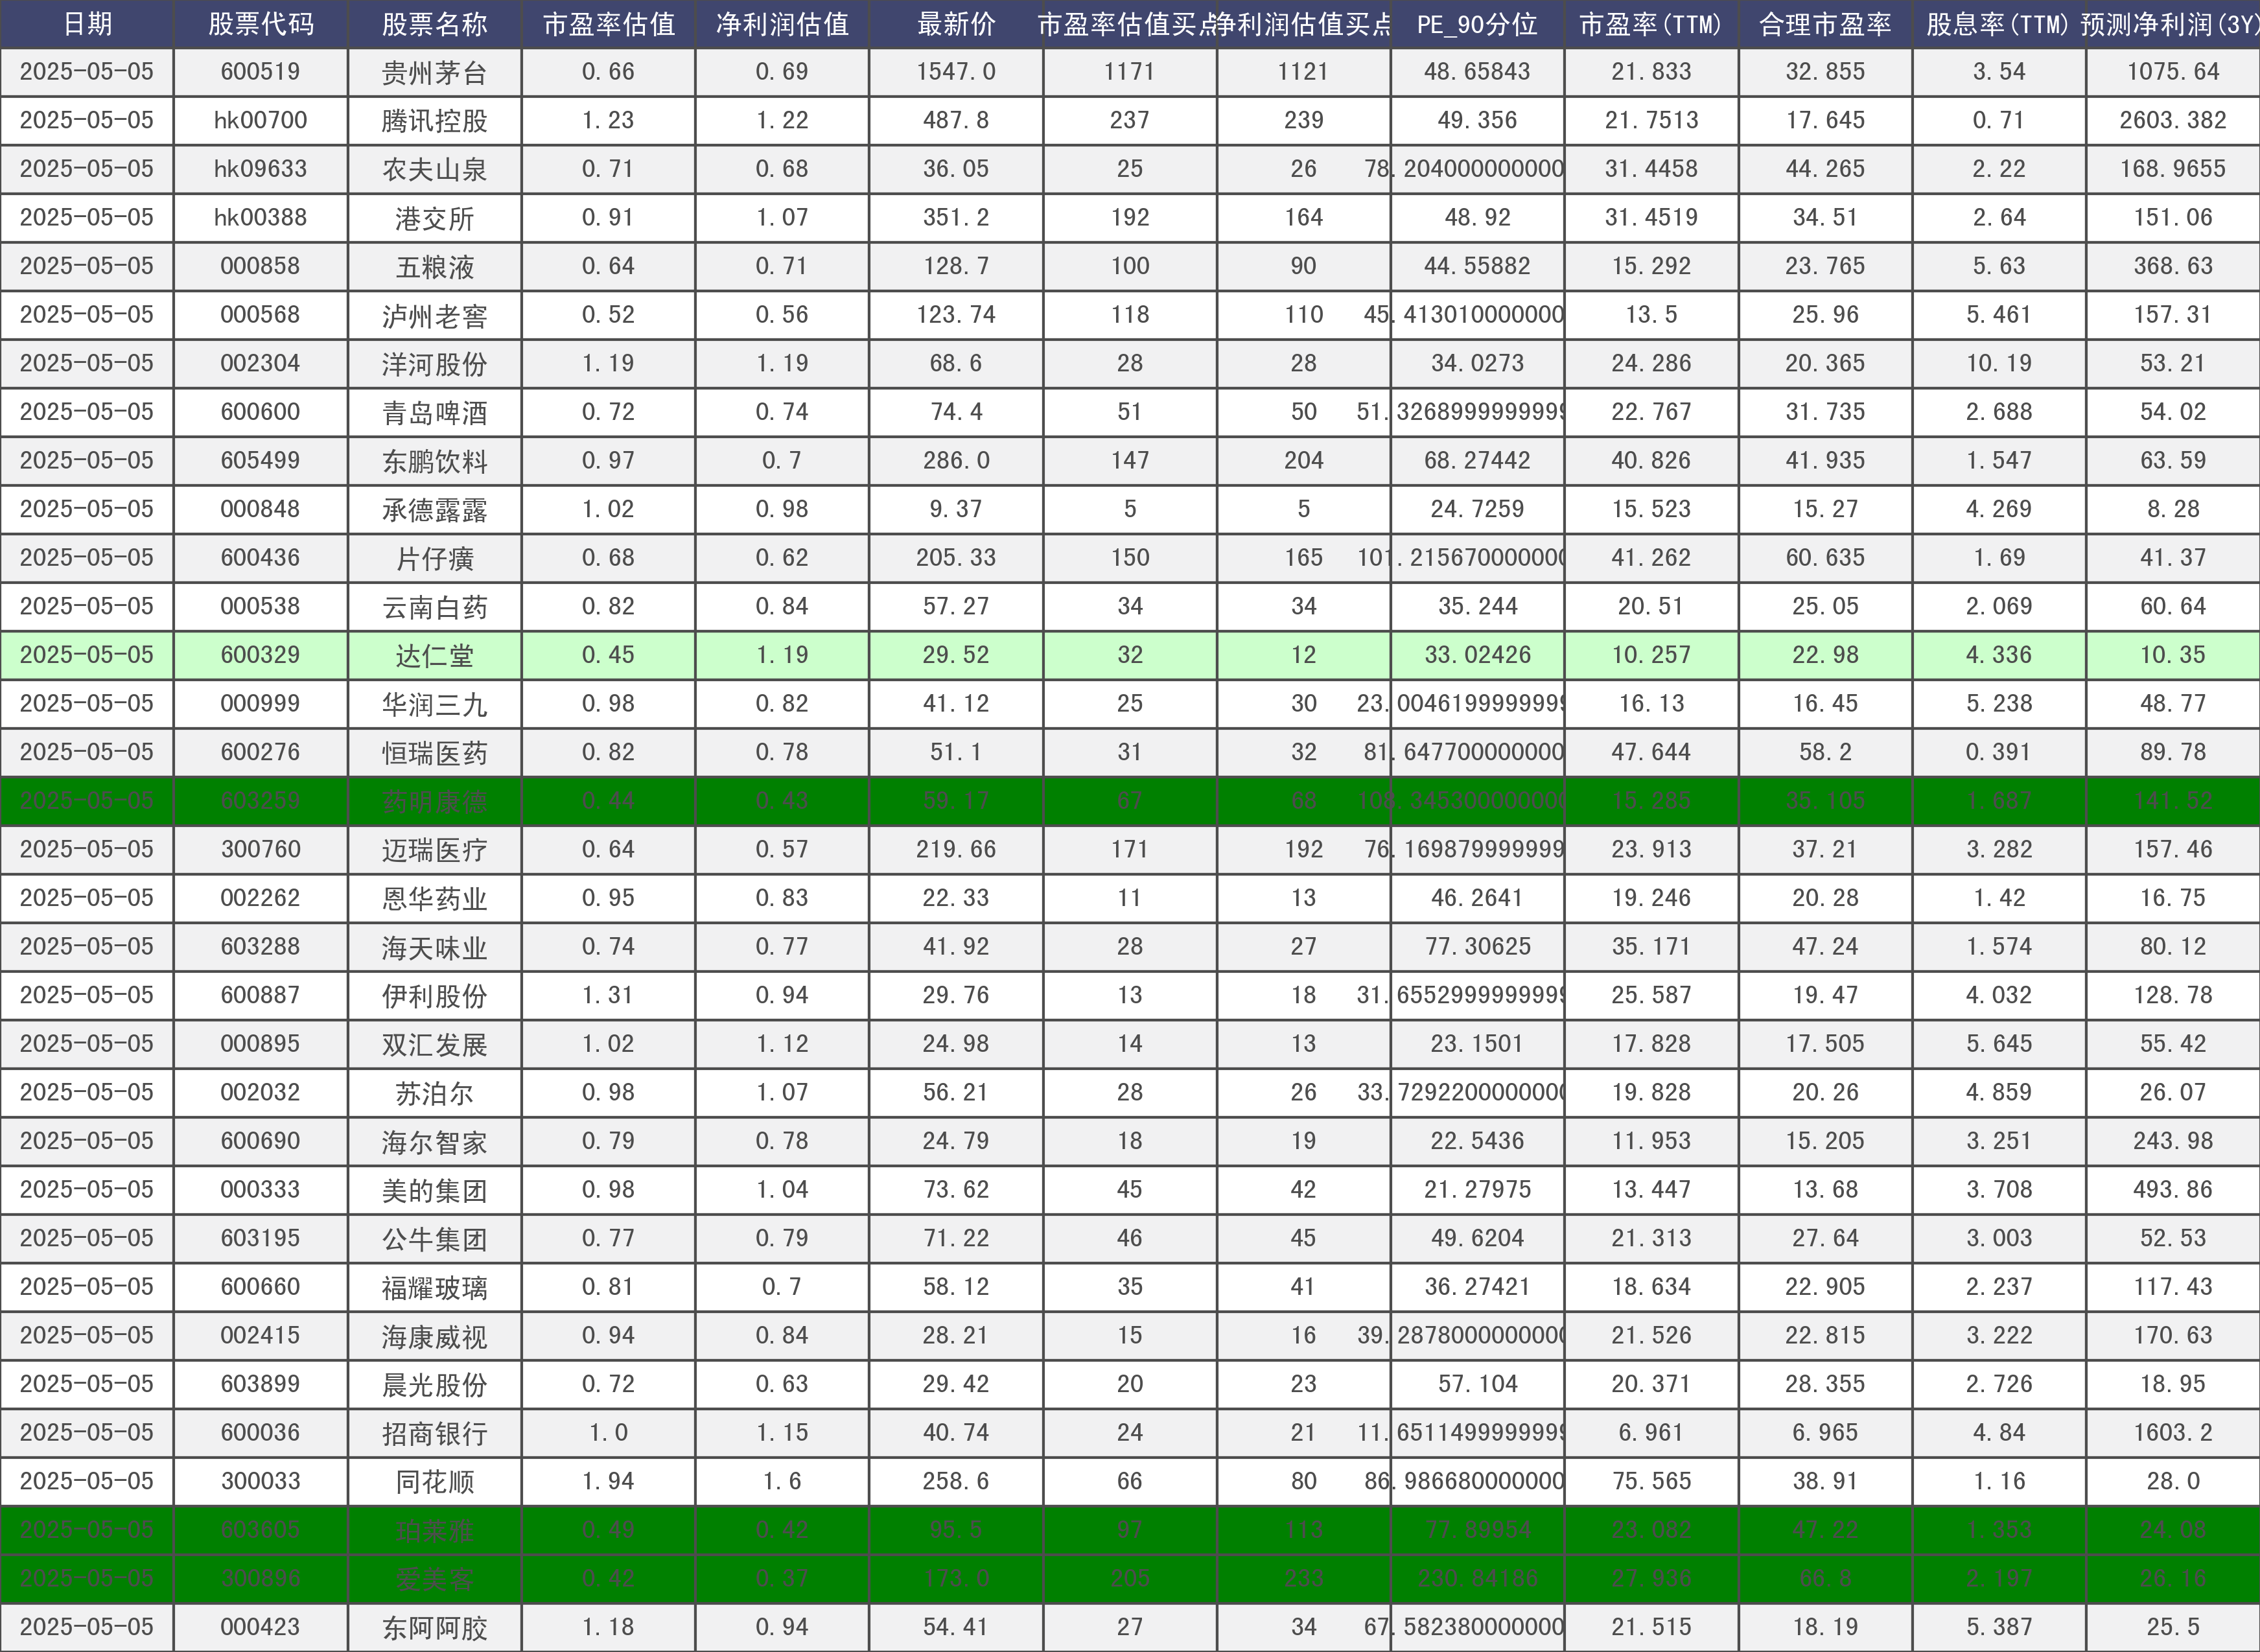 日期 股票代码 股票名称 市盈率估值 净利润估值 最新价 市盈率估值买点 净利润估值买点 PE_90分位 市盈率(TTM) 合理市盈率 股息率(TTM) 预测净利润(3Y)
2025-05-05 600519 贵州茅台 0.66 0.69 1547.0 1171 1121 48.65843 21.833 32.855 3.54 1075.64
2025-05-05 hk00700 腾讯控股 1.23 1.22 487.8 237 239 49.356 21.7513 17.645 0.71 2603.382
2025-05-05 hk09633 农夫山泉 0.71 0.68 36.05 25 26 78.204000000000 31.4458 44.265 2.22 168.9655
2025-05-05 hk00388 港交所 0.91 1.07 351.2 192 164 48.92 31.4519 34.51 2.64 151.06
2025-05-05 000858 五粮液 0.64 0.71 128.7 100 90 44.55882 15.292 23.765 5.63 368.63
2025-05-05 000568 泸州老窖 0.52 0.56 123.74 118 110 45.413010000000 13.5 25.96 5.461 157.31
2025-05-05 002304 洋河股份 1.19 1.19 68.6 28 28 34.0273 24.286 20.365 10.19 53.21
2025-05-05 600600 青岛啤酒 0.72 0.74 74.4 51 50 51.3268999999999 22.767 31.735 2.688 54.02
2025-05-05 605499 东鹏饮料 0.97 0.7 286.0 147 204 68.27442 40.826 41.935 1.547 63.59
2025-05-05 000848 承德露露 1.02 0.98 9.37 5 5 24.7259 15.523 15.27 4.269 8.28
2025-05-05 600436 片仔癀 0.68 0.62 205.33 150 165 101.215670000000 41.262 60.635 1.69 41.37
2025-05-05 000538 云南白药 0.82 0.84 57.27 34 34 35.244 20.51 25.05 2.069 60.64
2025-05-05 600329 达仁堂 0.45 1.19 29.52 32 12 33.02426 10.257 22.98 4.336 10.35
2025-05-05 000999 华润三九 0.98 0.82 41.12 25 30 23.0046199999999 16.13 16.45 5.238 48.77
2025-05-05 600276 恒瑞医药 0.82 0.78 51.1 31 32 81.647700000000 47.644 58.2 0.391 89.78
2025-05-05 603259 药明康德 0.44 0.43 59.17 67 68 108.345300000000 15.285 35.105 1.687 141.52
2025-05-05 300760 迈瑞医疗 0.64 0.57 219.66 171 192 76.169879999999 23.913 37.21 3.282 157.46
2025-05-05 002262 恩华药业 0.95 0.83 22.33 11 13 46.2641 19.246 20.28 1.42 16.75
2025-05-05 603288 海天味业 0.74 0.77 41.92 28 27 77.30625 35.171 47.24 1.574 80.12
2025-05-05 600887 伊利股份 1.31 0.94 29.76 13 18 31.6552999999999 25.587 19.47 4.032 128.78
2025-05-05 000895 双汇发展 1.02 1.12 24.98 14 13 23.1501 17.828 17.505 5.645 55.42
2025-05-05 002032 苏泊尔 0.98 1.07 56.21 28 26 33.7292200000000 19.828 20.26 4.859 26.07
2025-05-05 600690 海尔智家 0.79 0.78 24.79 18 19 22.5436 11.953 15.205 3.251 243.98
2025-05-05 000333 美的集团 0.98 1.04 73.62 45 42 21.27975 13.447 13.68 3.708 493.86
2025-05-05 603195 公牛集团 0.77 0.79 71.22 46 45 49.6204 21.313 27.64 3.003 52.53
2025-05-05 600660 福耀玻璃 0.81 0.7 58.12 35 41 36.27421 18.634 22.905 2.237 117.43
2025-05-05 002415 海康威视 0.94 0.84 28.21 15 16 39.2878000000000 21.526 22.815 3.222 170.63
2025-05-05 603899 晨光股份 0.72 0.63 29.42 20 23 57.104 20.371 28.355 2.726 18.95
2025-05-05 600036 招商银行 1.0 1.15 40.74 24 21 11.6511499999999 6.961 6.965 4.84 1603.2
2025-05-05 300033 同花顺 1.94 1.6 258.6 66 80 86.986680000000 75.565 38.91 1.16 28.0
2025-05-05 603605 珀莱雅 0.49 0.42 95.5 97 113 77.89954 23.082 47.22 1.353 24.08
2025-05-05 300896 爱美客 0.42 0.37 173.0 205 233 230.84186 27.936 66.8 2.197 26.16
2025-05-05 000423 东阿阿胶 1.18 0.94 54.41 27 34 67.582380000000 21.515 18.19 5.387 25.5